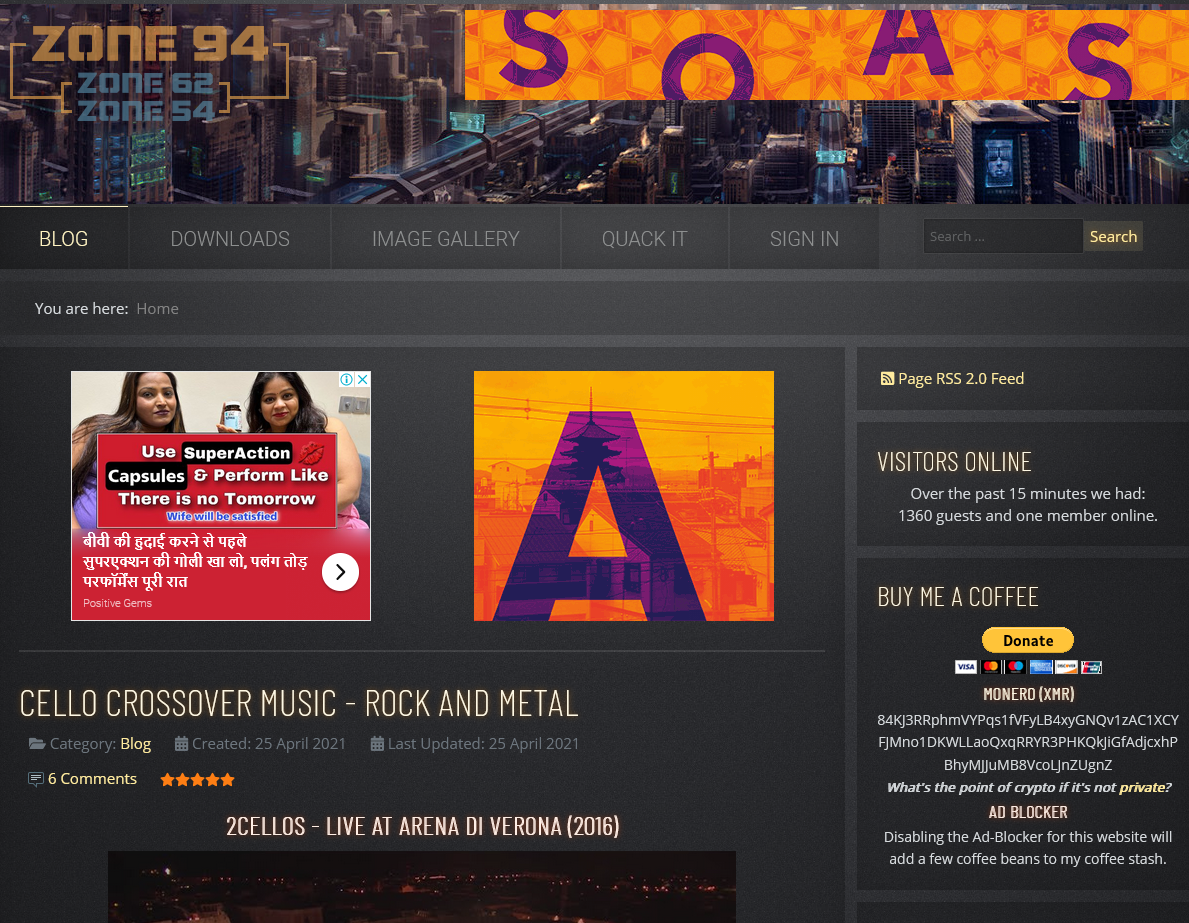 ZONE 94
ZONE 62
ZONE 54
SOAS
BLOG
DOWNLOADS
IMAGE GALLERY
QUACK IT
SIGN IN
Search ...
Search
You are here: Home
Use SuperAction
Capsules & Perform Like
There is no Tomorrow
Wife will be satisfied
बीवी की हुदाई करने से पहले
सुपरएक्शन की गोली खा लो, पलंग तोड़
परफॉर्मेंस पूरी रात
Positive Gems
A
CELLO CROSSOVER MUSIC - ROCK AND METAL
Category: Blog Created: 25 April 2021 Last Updated: 25 April 2021
6 Comments
2CELLOS - LIVE AT ARENA DI VERONA (2016)
Page RSS 2.0 Feed
VISITORS ONLINE
Over the past 15 minutes we had:
1360 guests and one member online.
BUY ME A COFFEE
Donate
VISA
MONERO (XMR)
84KJ3RRphmVYPqs1fVFyLB4xyGNQv1zAC1XCY
FJMno1DKWLLaoQxqRRYR3PHKQkJiGfAdjcxhP
BhyMJJuMB8VcoLJnZUgnZ
What's the point of crypto if it's not private?
AD BLOCKER
Disabling the Ad-Blocker for this website will
add a few coffee beans to my coffee stash.